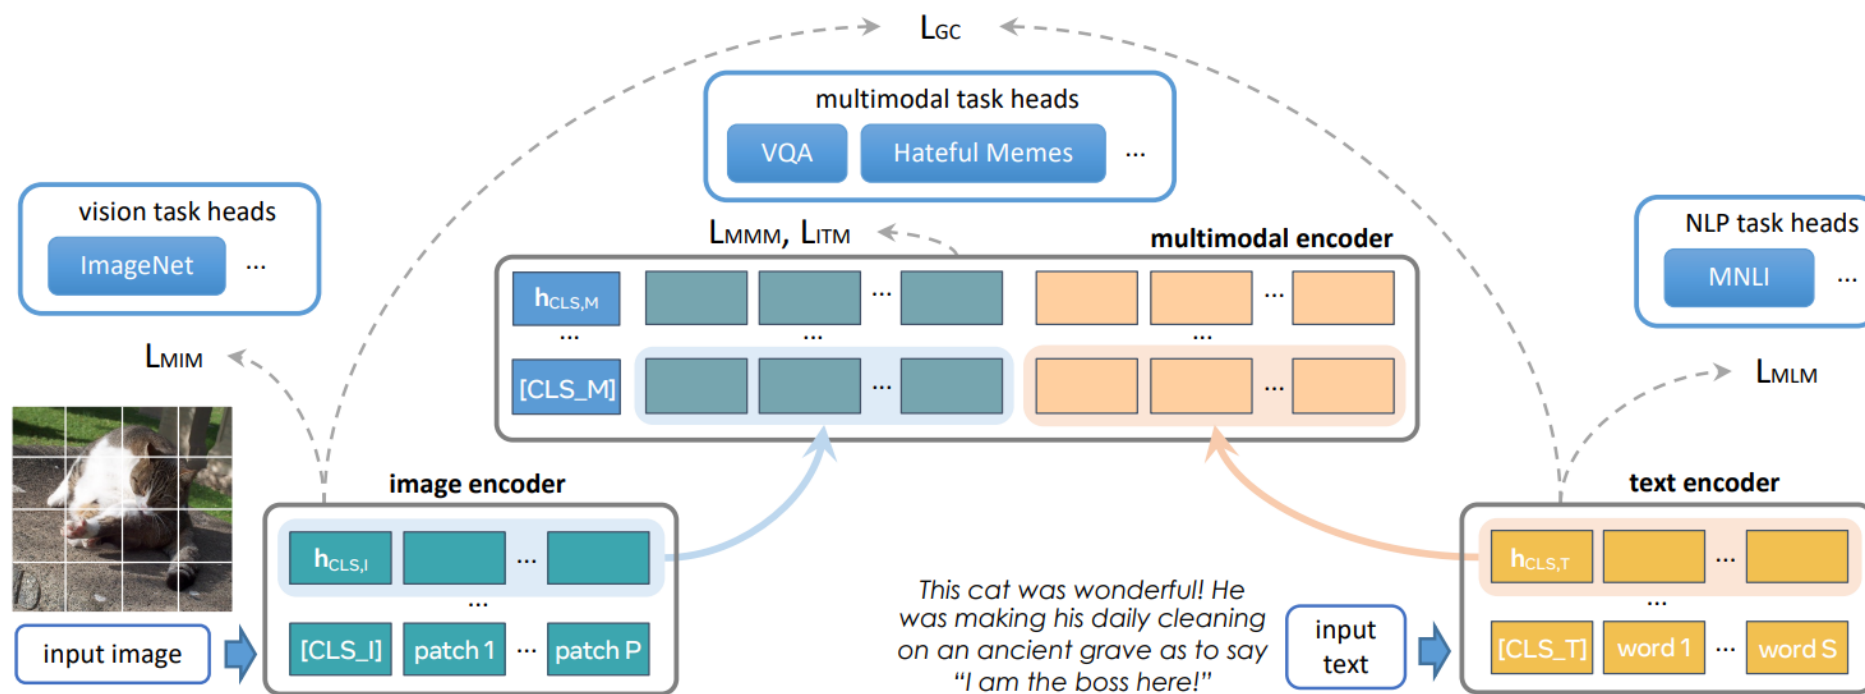 LGC
multimodal task heads
VQA
Hateful Memes
...
vision task heads
ImageNet
...
NLP task heads
MNLI
...
LMMM, LITM
multimodal encoder
hCLS,M
...
...
...
...
...
[CLS_M]
...
...
LMIM
LMLM
image encoder
hCLS,I
...
...
[CLS_I]
patch 1
...
patch P
input image
This cat was wonderful! He
was making his daily cleaning
on an ancient grave as to say
“I am the boss here!”
input
text
text encoder
hCLS,T
...
...
[CLS_T]
word 1
...
word S